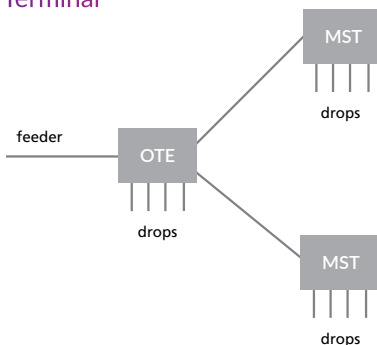 Terminal
MST
drops
feeder
OTE
drops
MST
drops